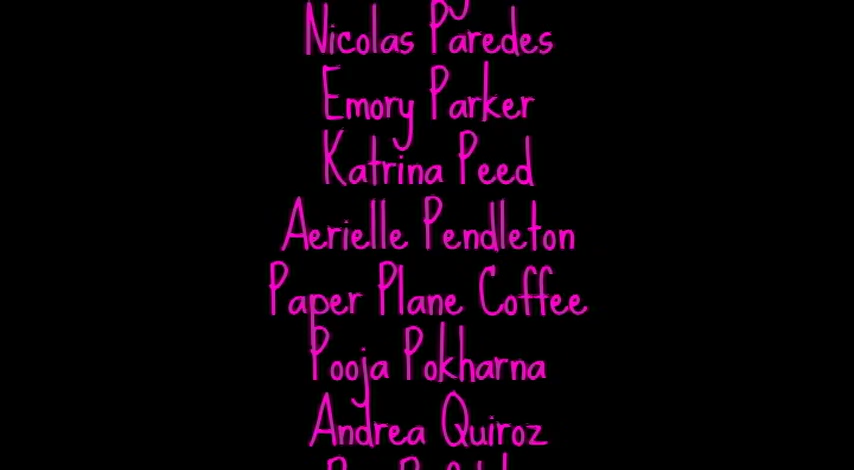 Nicolas Paredes
Emory Parker
Katrina Peed
Aerielle Pendleton
Paper Plane Coffee
Pooja Pokharna
Andrea Quiroz